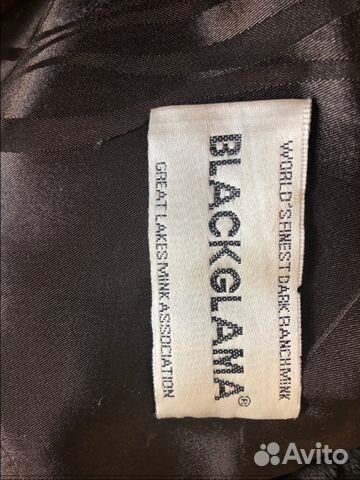 WORLD'S FINEST DARK RANCH MINK
BLACKGLAMA®
GREAT LAKES MINK ASSOCIATION
Avito